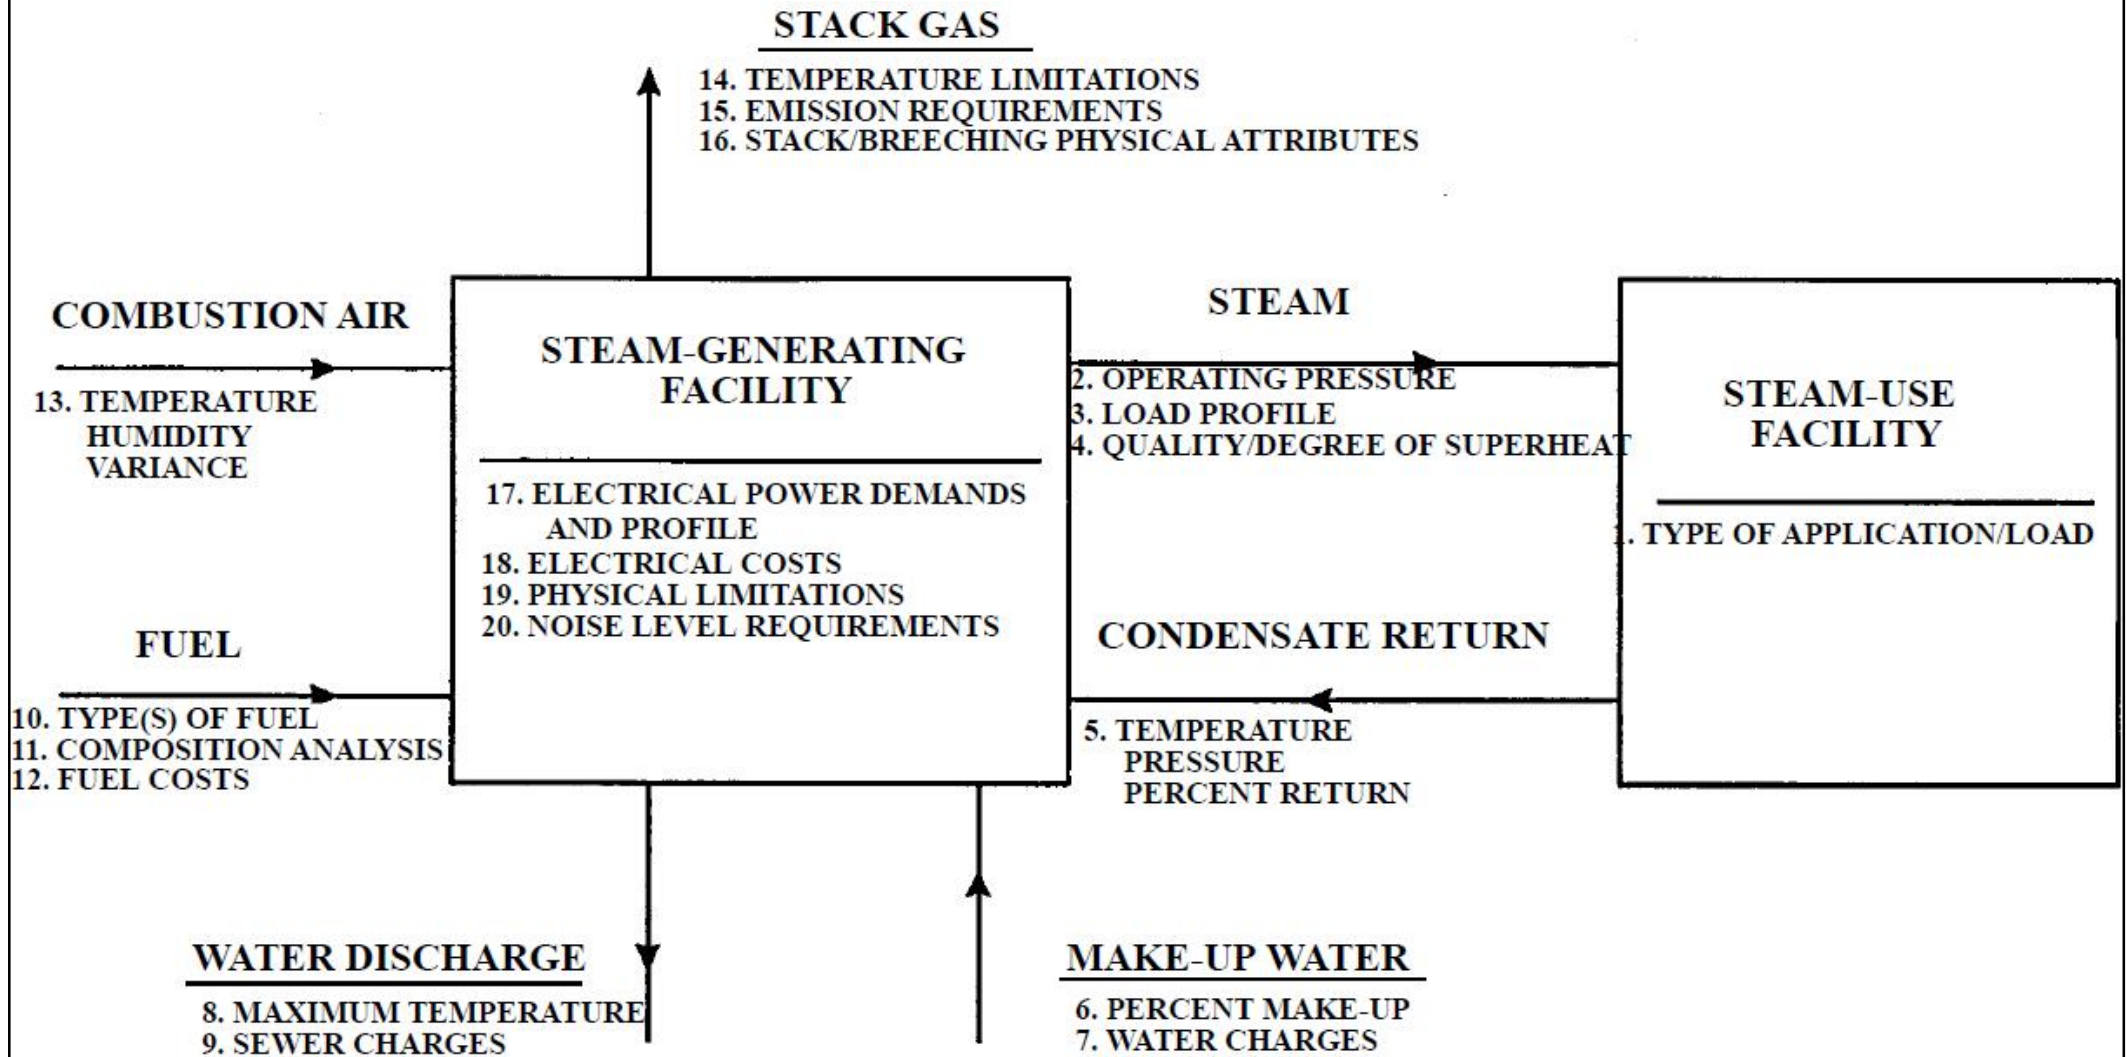 STACK GAS
14. TEMPERATURE LIMITATIONS
15. EMISSION REQUIREMENTS
16. STACK/BREECHING PHYSICAL ATTRIBUTES
COMBUSTION AIR
13. TEMPERATURE
HUMIDITY
VARIANCE
FUEL
10. TYPE(S) OF FUEL
11. COMPOSITION ANALYSIS
12. FUEL COSTS
STEAM-GENERATING
FACILITY
17. ELECTRICAL POWER DEMANDS
AND PROFILE
18. ELECTRICAL COSTS
19. PHYSICAL LIMITATIONS
20. NOISE LEVEL REQUIREMENTS
STEAM
2. OPERATING PRESSURE
3. LOAD PROFILE
4. QUALITY/DEGREE OF SUPERHEAT
CONDENSATE RETURN
5. TEMPERATURE
PRESSURE
PERCENT RETURN
STEAM-USE
FACILITY
1. TYPE OF APPLICATION/LOAD
WATER DISCHARGE
8. MAXIMUM TEMPERATURE
9. SEWER CHARGES
MAKE-UP WATER
6. PERCENT MAKE-UP
7. WATER CHARGES